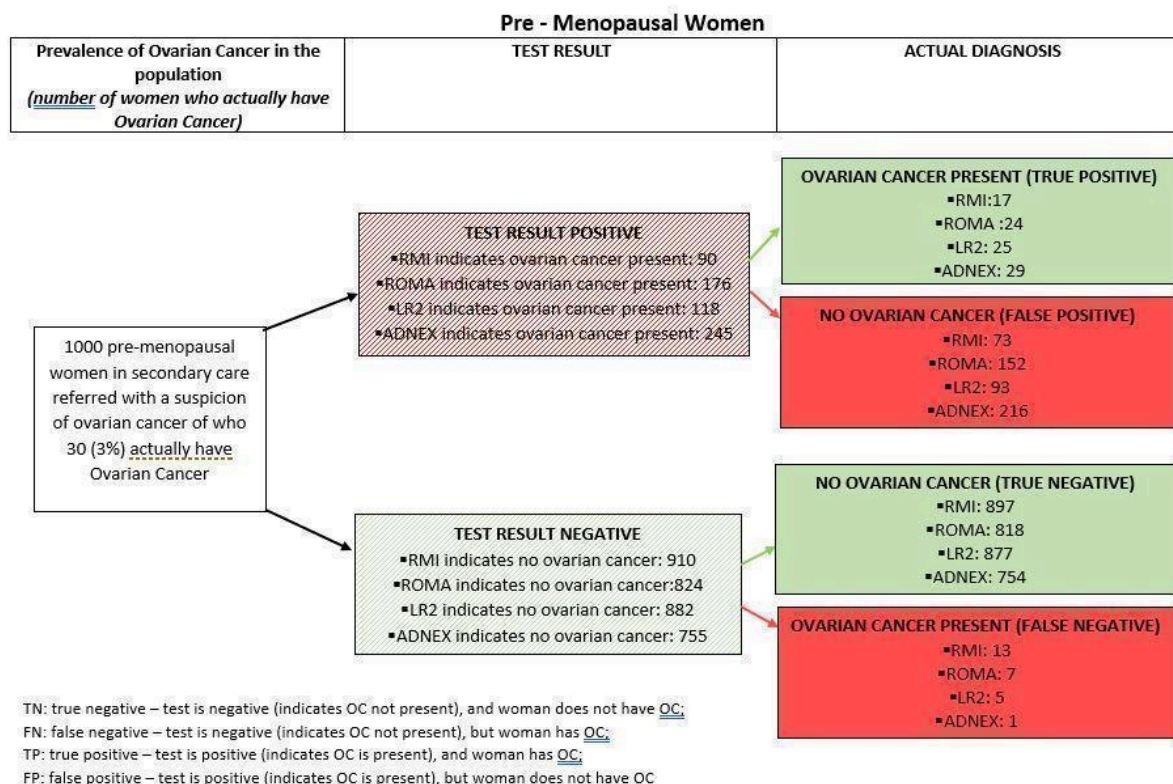 Pre - Menopausal Women
Prevalence of Ovarian Cancer in the
population
(number of women who actually have
Ovarian Cancer)
TEST RESULT
ACTUAL DIAGNOSIS
1000 pre-menopausal
women in secondary care
referred with a suspicion
of ovarian cancer of who
30 (3%) actually have
Ovarian Cancer
TEST RESULT POSITIVE
▪RMI indicates ovarian cancer present: 90
▪ROMA indicates ovarian cancer present: 176
▪LR2 indicates ovarian cancer present: 118
▪ADNEX indicates ovarian cancer present: 245
OVARIAN CANCER PRESENT (TRUE POSITIVE)
▪RMI:17
▪ROMA :24
▪LR2: 25
▪ADNEX: 29
NO OVARIAN CANCER (FALSE POSITIVE)
▪RMI: 73
▪ROMA: 152
▪LR2: 93
▪ADNEX: 216
TEST RESULT NEGATIVE
▪RMI indicates no ovarian cancer: 910
▪ROMA indicates no ovarian cancer:824
▪LR2 indicates no ovarian cancer: 882
▪ADNEX indicates no ovarian cancer: 755
NO OVARIAN CANCER (TRUE NEGATIVE)
▪RMI: 897
▪ROMA: 818
▪LR2: 877
▪ADNEX: 754
OVARIAN CANCER PRESENT (FALSE NEGATIVE)
▪RMI: 13
▪ROMA: 7
▪LR2: 5
▪ADNEX: 1
TN: true negative – test is negative (indicates OC not present), and woman does not have OC;
FN: false negative – test is negative (indicates OC not present), but woman has OC;
TP: true positive – test is positive (indicates OC is present), and woman has OC;
FP: false positive – test is positive (indicates OC is present), but woman does not have OC